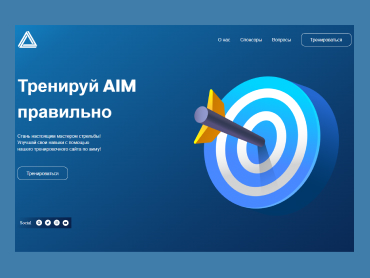 О нас Спонсоры Вопросы Тренироваться
Тренируй AIM
правильно
Стань настоящим мастером стрельбы!
Улучшай свои навыки с помощью
нашего тренировочного сайта по аиму!
Тренироваться
Social